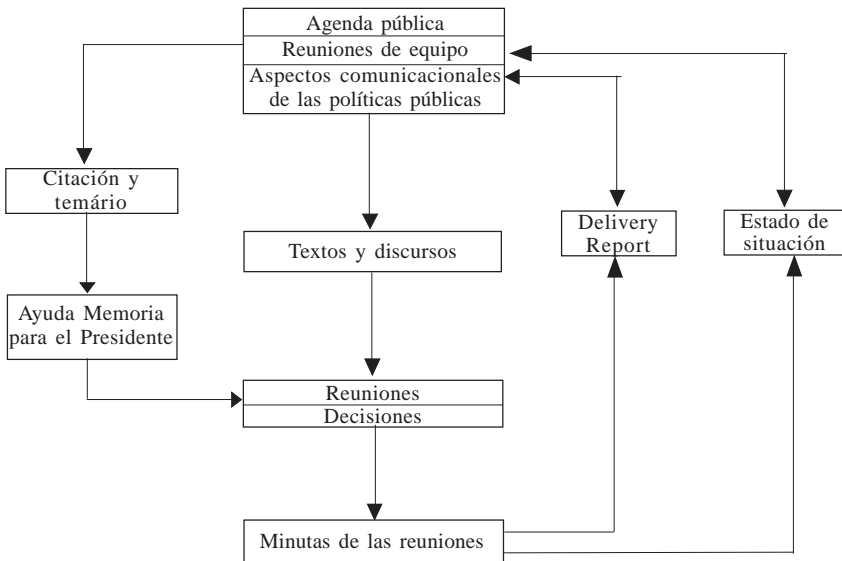 Agenda pública
Reuniones de equipo
Aspectos comunicacionales
de las políticas públicas
Citación y
temário
Delivery
Report
Estado de
situación
Textos y discursos
Ayuda Memoria
para el Presidente
Reuniones
Decisiones
Minutas de las reuniones